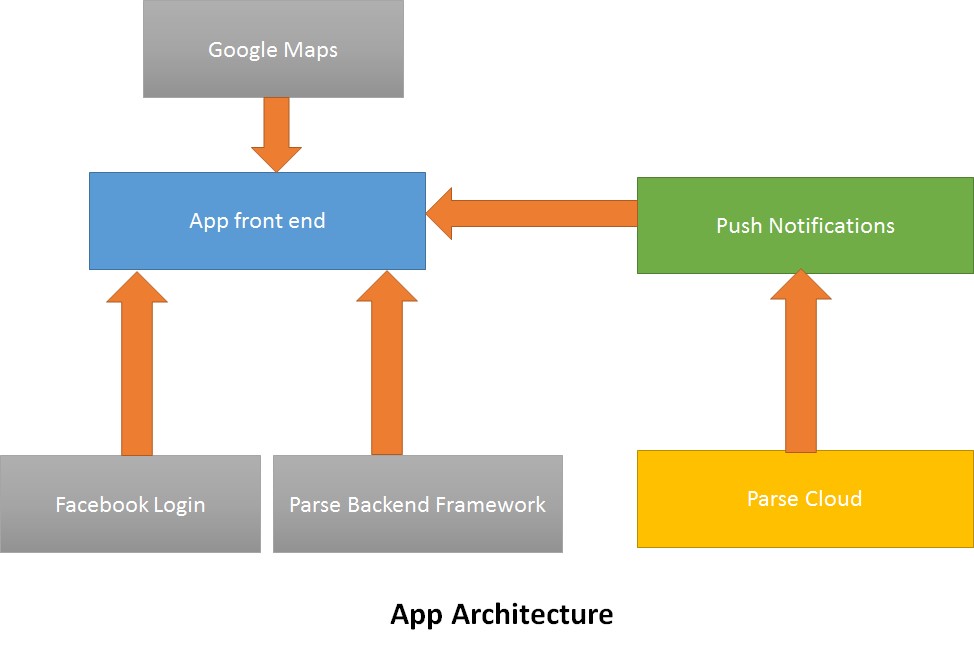 Google Maps
App front end
Push Notifications
Facebook Login
Parse Backend Framework
Parse Cloud
App Architecture